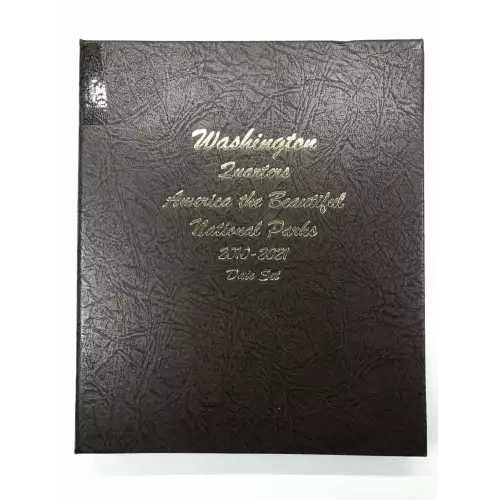 Washington
Quarters
America the Beautiful
National Parks
2010-2021
Date Set